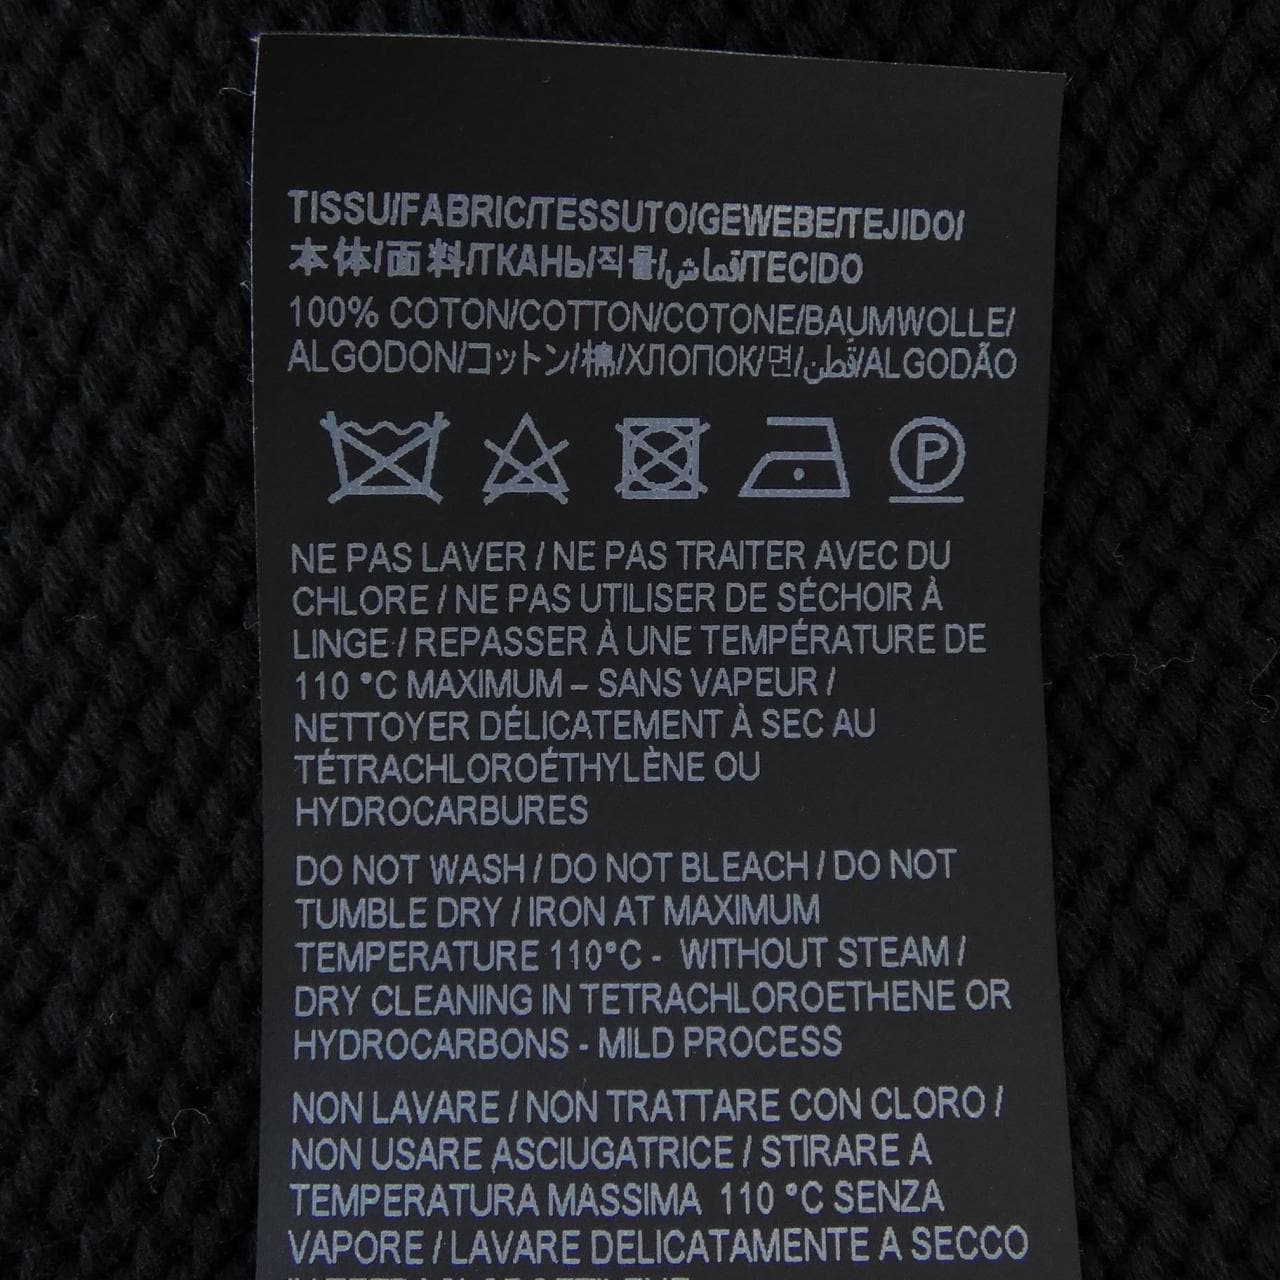 TISSU/FABRIC/TESSUTO/GEWEBE/TEJIDO/
本体/面料/ТКАНЬ/직물/قماش/TECIDO
100% COTON/COTTON/COTONE/BAUMWOLLE/
ALGODON/コットン/棉/ХЛОПОК/면/قطن/ALGODÃO
P
NE PAS LAVER / NE PAS TRAITER AVEC DU
CHLORE / NE PAS UTILISER DE SÉCHOIR À
LINGE / REPASSER À UNE TEMPÉRATURE DE
110 °C MAXIMUM – SANS VAPEUR /
NETTOYER DÉLICATEMENT À SEC AU
TÉTRACHLOROÉTHYLÈNE OU
HYDROCARBURES
DO NOT WASH / DO NOT BLEACH / DO NOT
TUMBLE DRY / IRON AT MAXIMUM
TEMPERATURE 110°C - WITHOUT STEAM /
DRY CLEANING IN TETRACHLOROETHENE OR
HYDROCARBONS - MILD PROCESS
NON LAVARE / NON TRATTARE CON CLORO /
NON USARE ASCIUGATRICE / STIRARE A
TEMPERATURA MASSIMA 110 °C SENZA
VAPORE / LAVARE DELICATAMENTE A SECCO